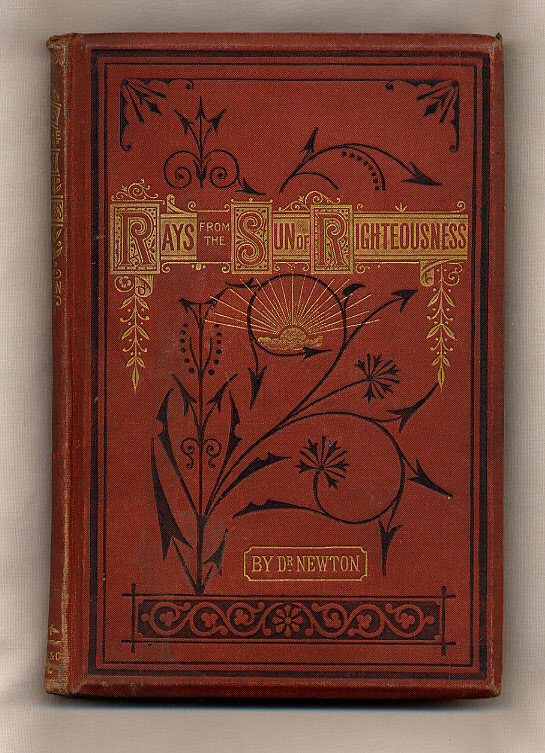 RAYS FROM THE SUN OF RIGHTEOUSNESS
BY DR NEWTON